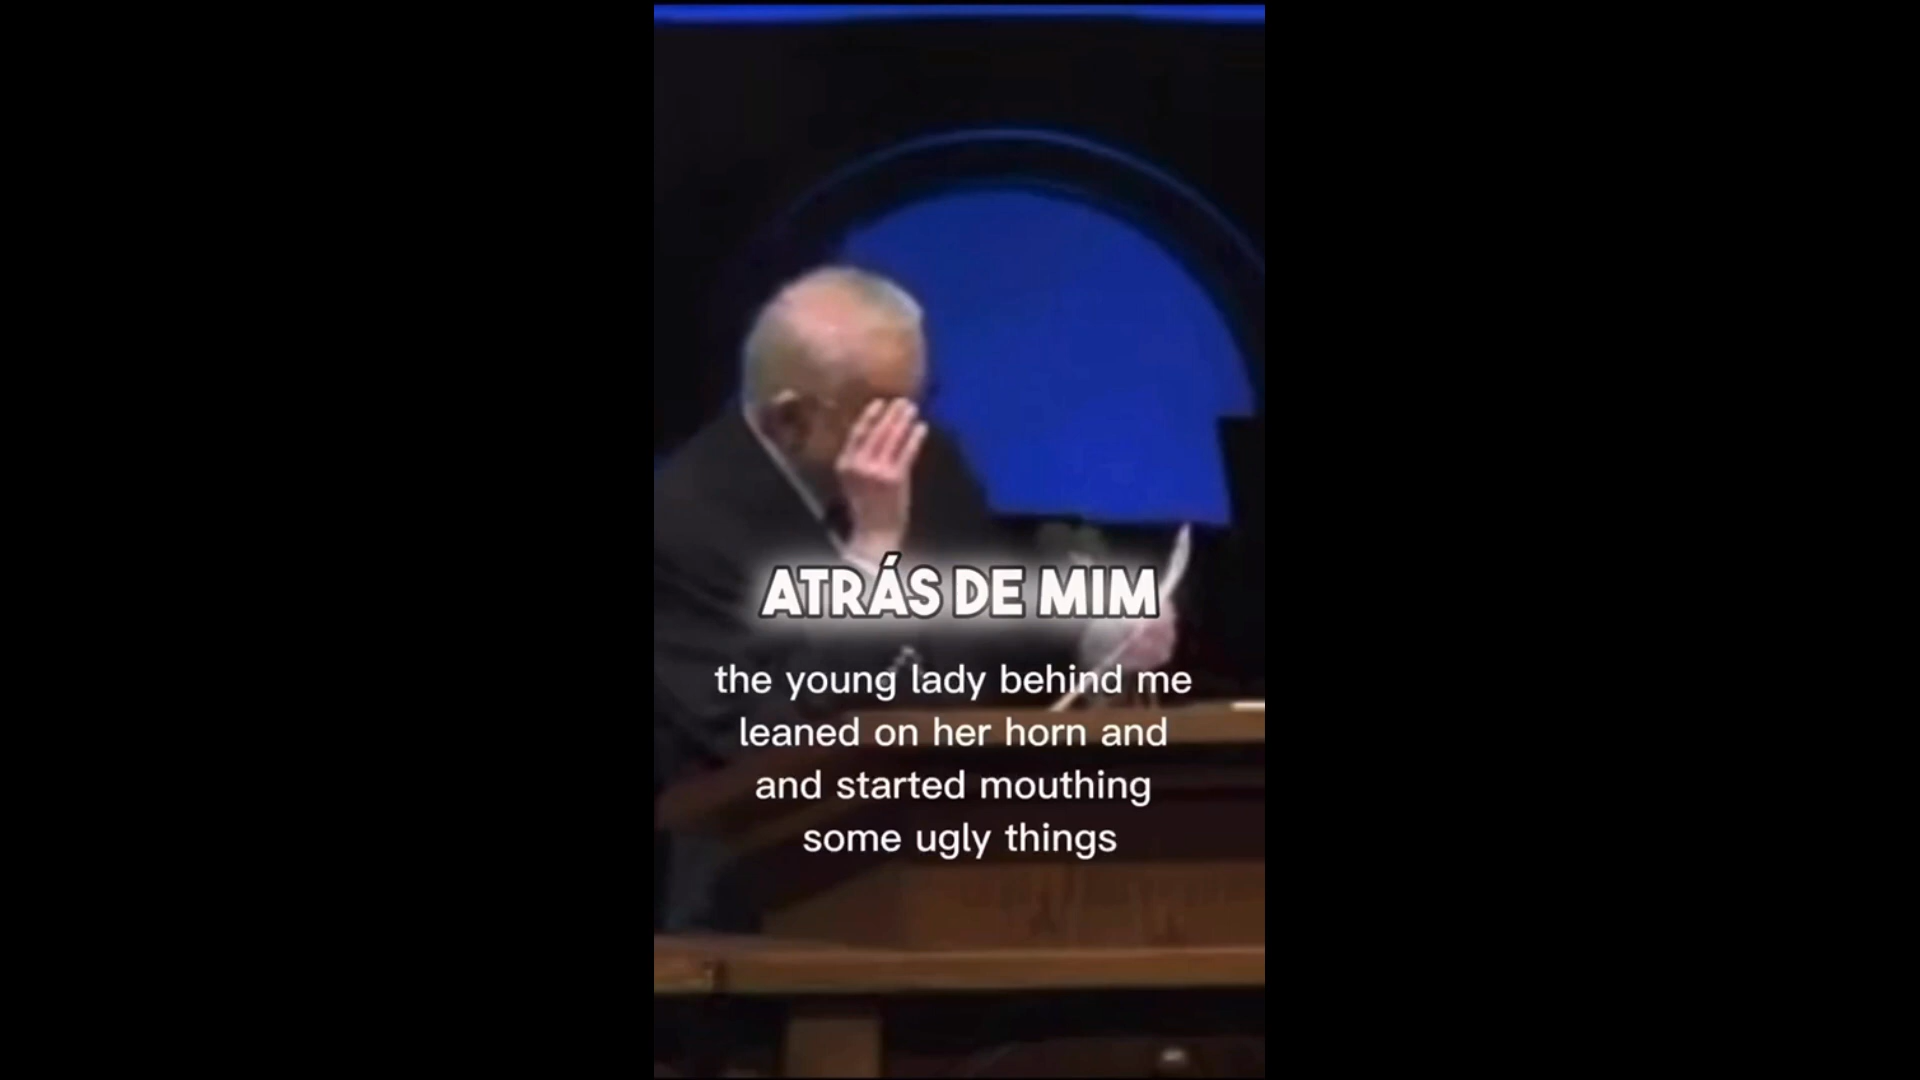 ATRÁS DE MIM
the young lady behind me
leaned on her horn and
and started mouthing
some ugly things